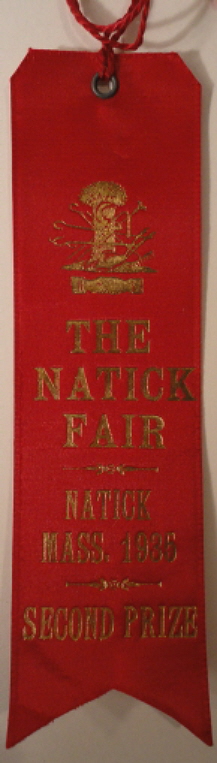 THE
NATICK
FAIR
NATICK
MASS. 1935
SECOND PRIZE